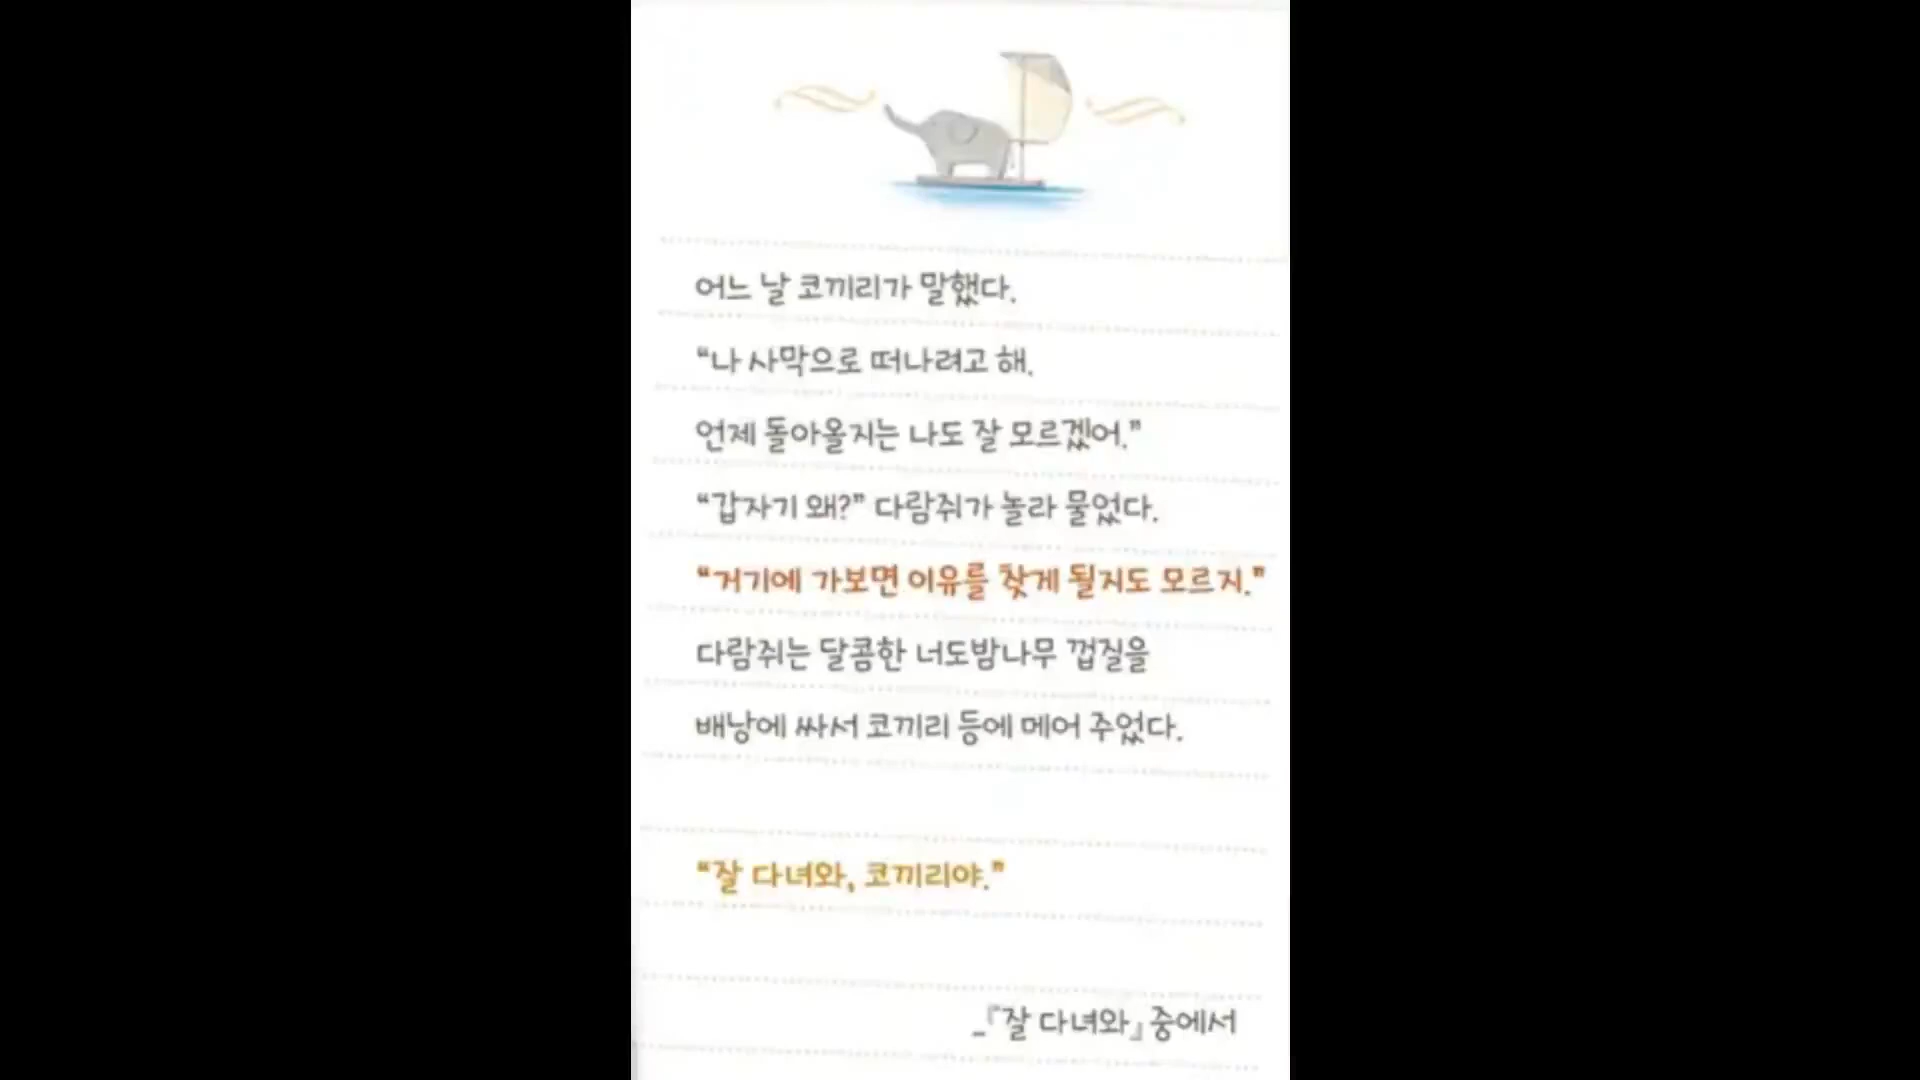 어느 날 코끼리가 말했다.
“나 사막으로 떠나려고 해.
언제 돌아올지는 나도 잘 모르겠어.”
“갑자기 왜?” 다람쥐가 놀라 물었다.
“거기에 가보면 이유를 찾게 될지도 모르지.”
다람쥐는 달콤한 너도밤나무 껍질을
배낭에 싸서 코끼리 등에 메어 주었다.
“잘 다녀와, 코끼리야.”
_『잘 다녀와』 중에서